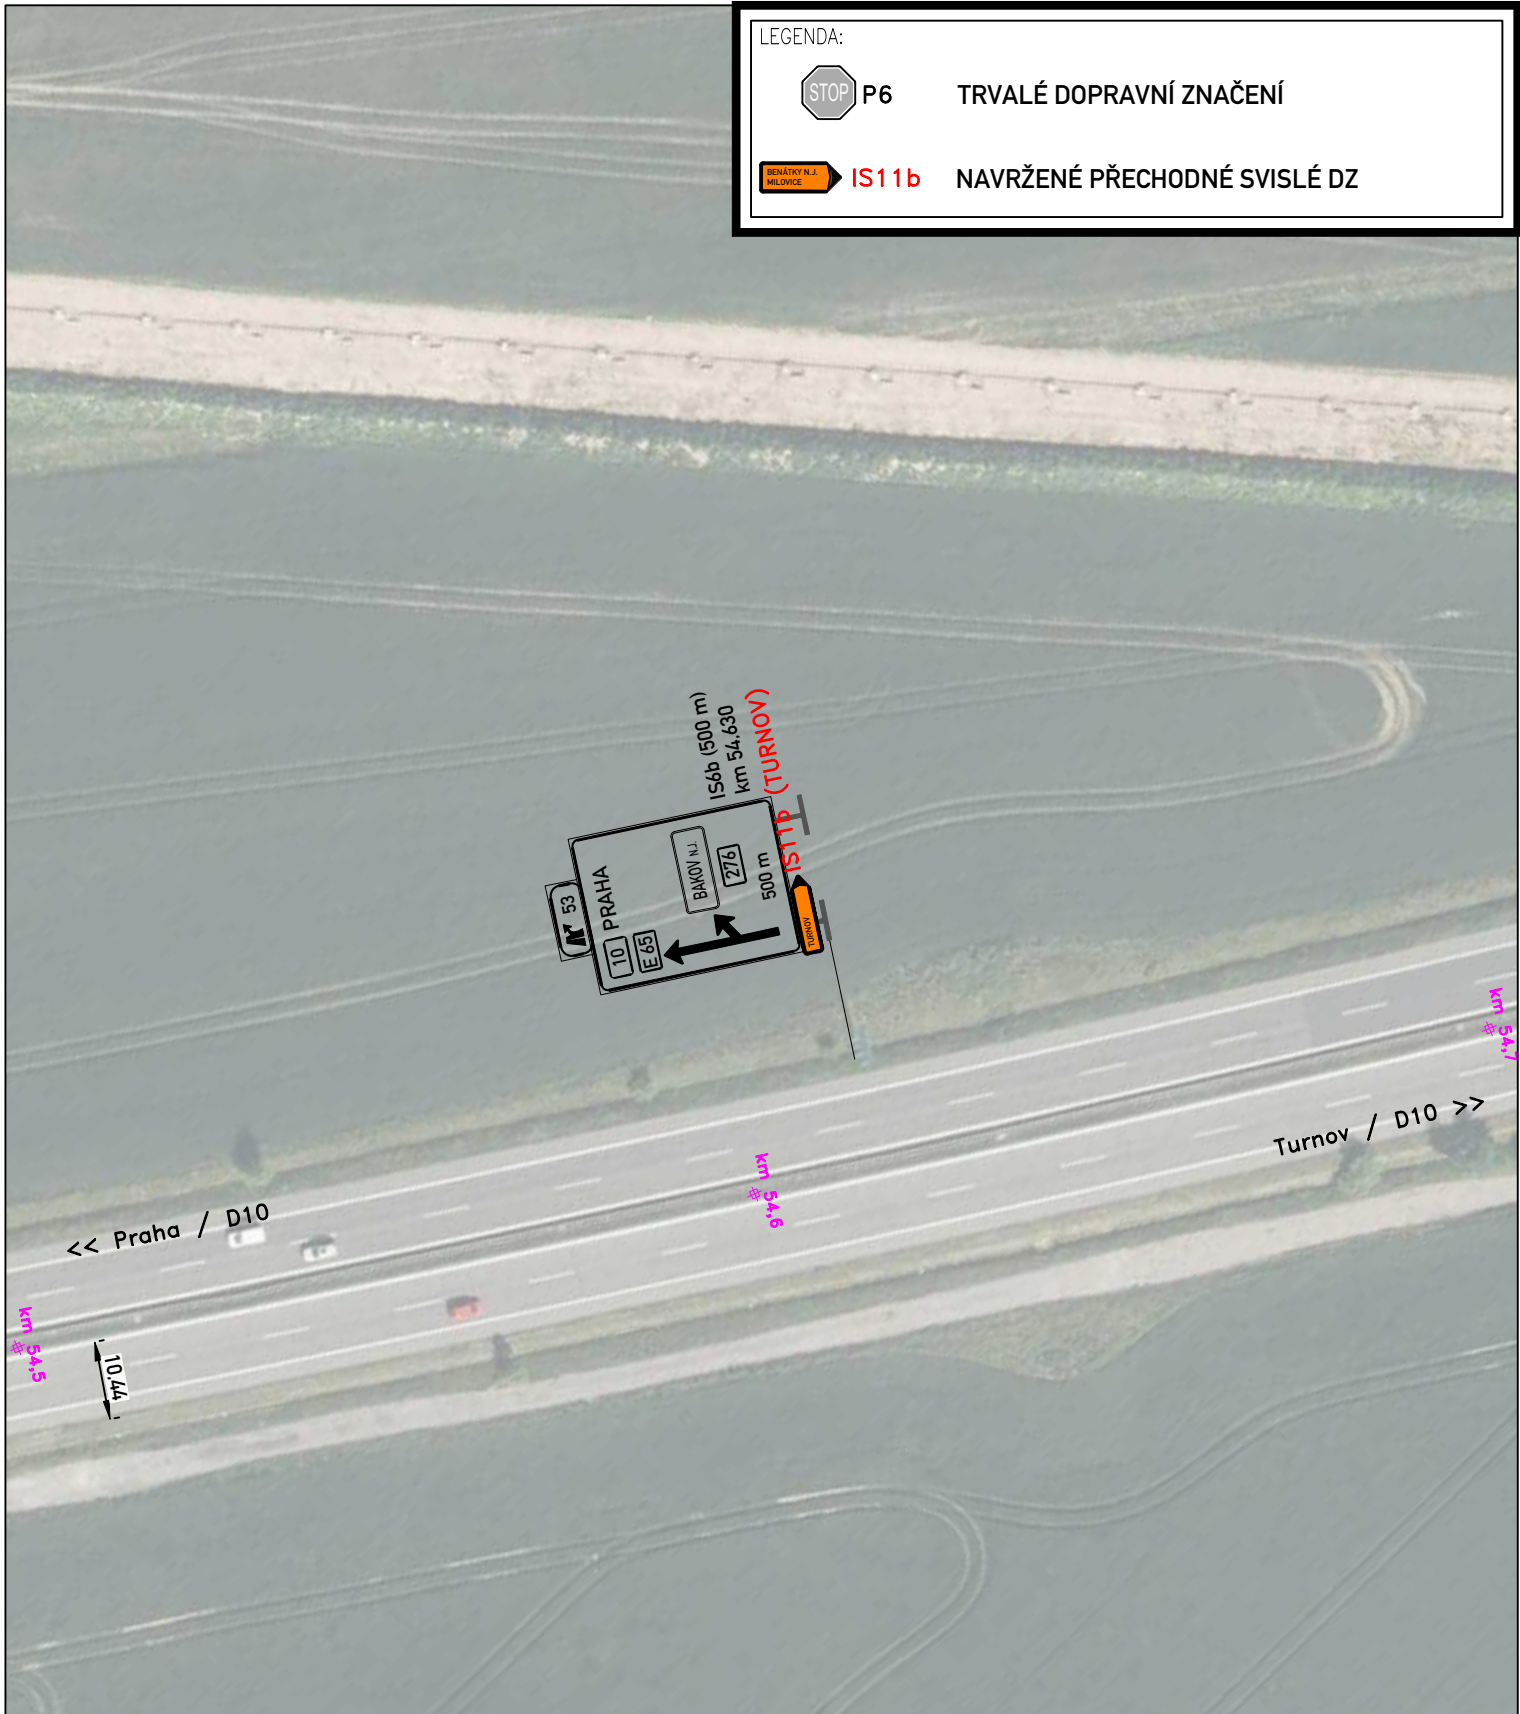 LEGENDA:
STOP P6 TRVALÉ DOPRAVNÍ ZNAČENÍ
BENÁTKY N.J.
MILOVICE
IS11b NAVRŽENÉ PŘECHODNÉ SVISLÉ DZ
IS6b (500 m)
km 54.630
IS11b (TURNOV)
53
10 PRAHA
E 65
BAKOV N.J.
276
500 m
TURNOV
km 54,7
Turnov / D10 >>
km 54,6
<< Praha / D10
km 54,5
10.44